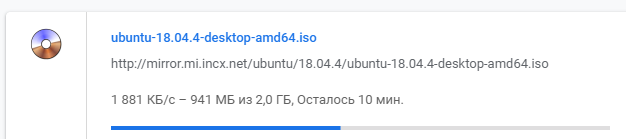 ubuntu-18.04.4-desktop-amd64.iso
http://mirror.mi.incx.net/ubuntu/18.04.4/ubuntu-18.04.4-desktop-amd64.iso
1 881 КБ/с – 941 МБ из 2,0 ГБ, Осталось 10 мин.